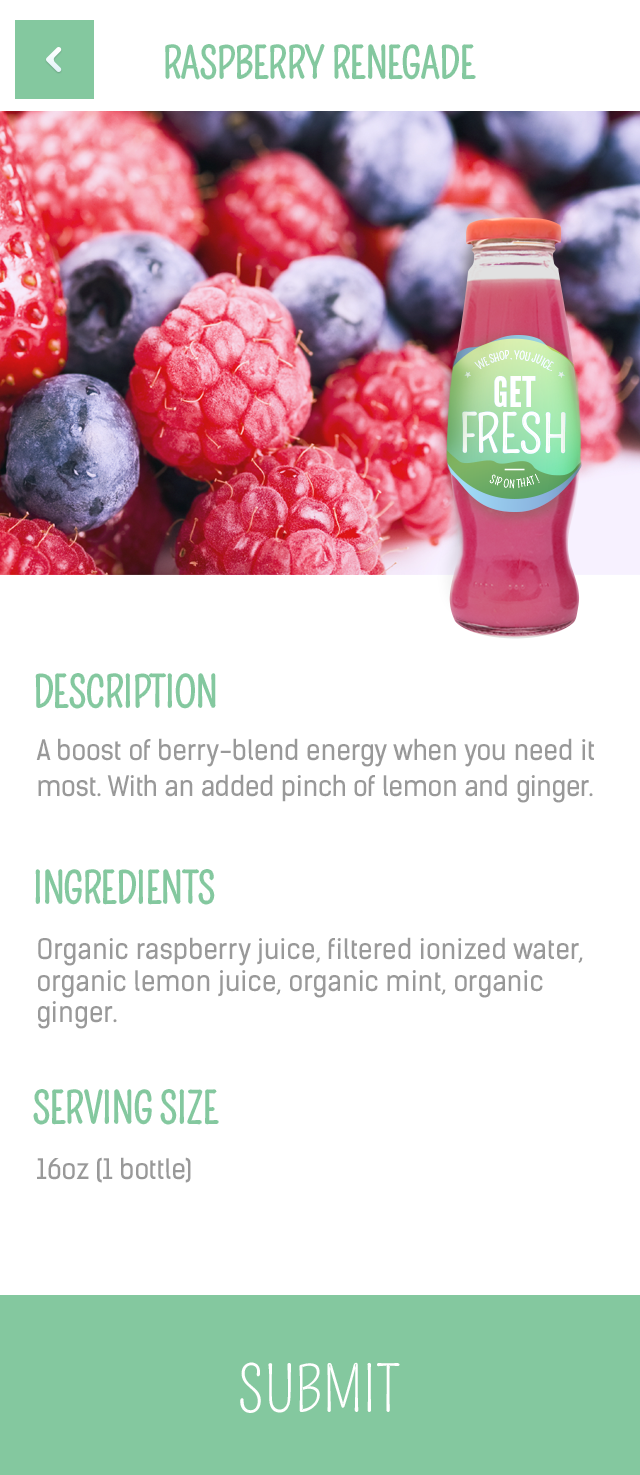 RASPBERRY RENEGADE
WE SHOP. YOU JUICE.
GET
FRESH
SIP ON THAT!
DESCRIPTION
A boost of berry-blend energy when you need it
most. With an added pinch of lemon and ginger.
INGREDIENTS
Organic raspberry juice, filtered ionized water,
organic lemon juice, organic mint, organic
ginger.
SERVING SIZE
16oz (1 bottle)
SUBMIT